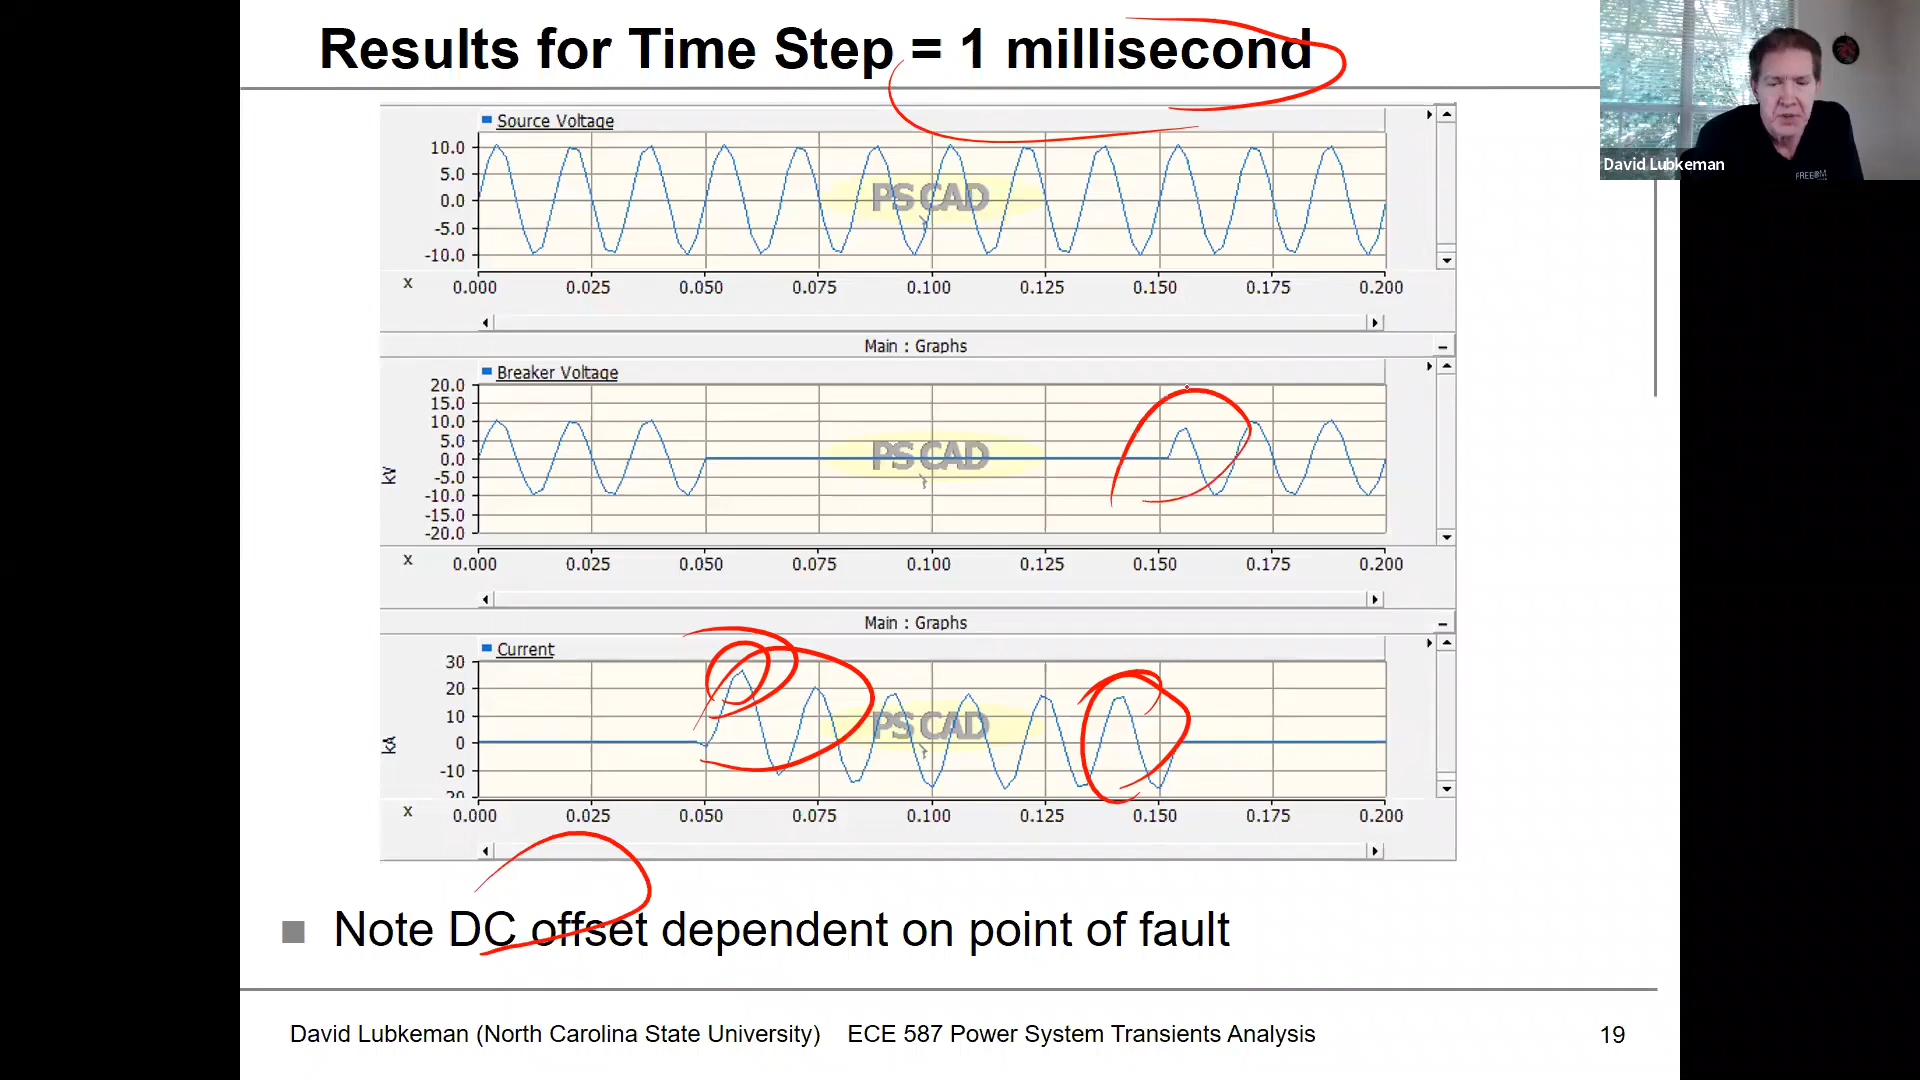 Results for Time Step = 1 millisecond
David Lubkeman
FREEDM
Source Voltage
10.0
5.0
0.0
-5.0
-10.0
PSCAD
x 0.000 0.025 0.050 0.075 0.100 0.125 0.150 0.175 0.200
Main : Graphs
Breaker Voltage
20.0
15.0
10.0
5.0
0.0
-5.0
-10.0
-15.0
-20.0
kV
PSCAD
x 0.000 0.025 0.050 0.075 0.100 0.125 0.150 0.175 0.200
Main : Graphs
Current
30
20
10
0
-10
kA
PSCAD
x 0.000 0.025 0.050 0.075 0.100 0.125 0.150 0.175 0.200
Note DC offset dependent on point of fault
David Lubkeman (North Carolina State University) ECE 587 Power System Transients Analysis 19